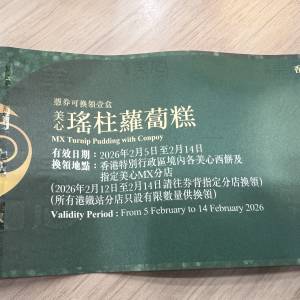 香
憑券可換領壹盒
美心瑤柱蘿蔔糕
MX Turnip Pudding with Conpoy
有效日期：2026年2月5日至2月14日
換領地點：香港特別行政區境內各美心西餅及
指定美心MX分店
(2026年2月12日至2月14日請往券背指定分店換領)
(所有港鐵站分店只設有限數量供換領)
Validity Period : From 5 February to 14 February 2026